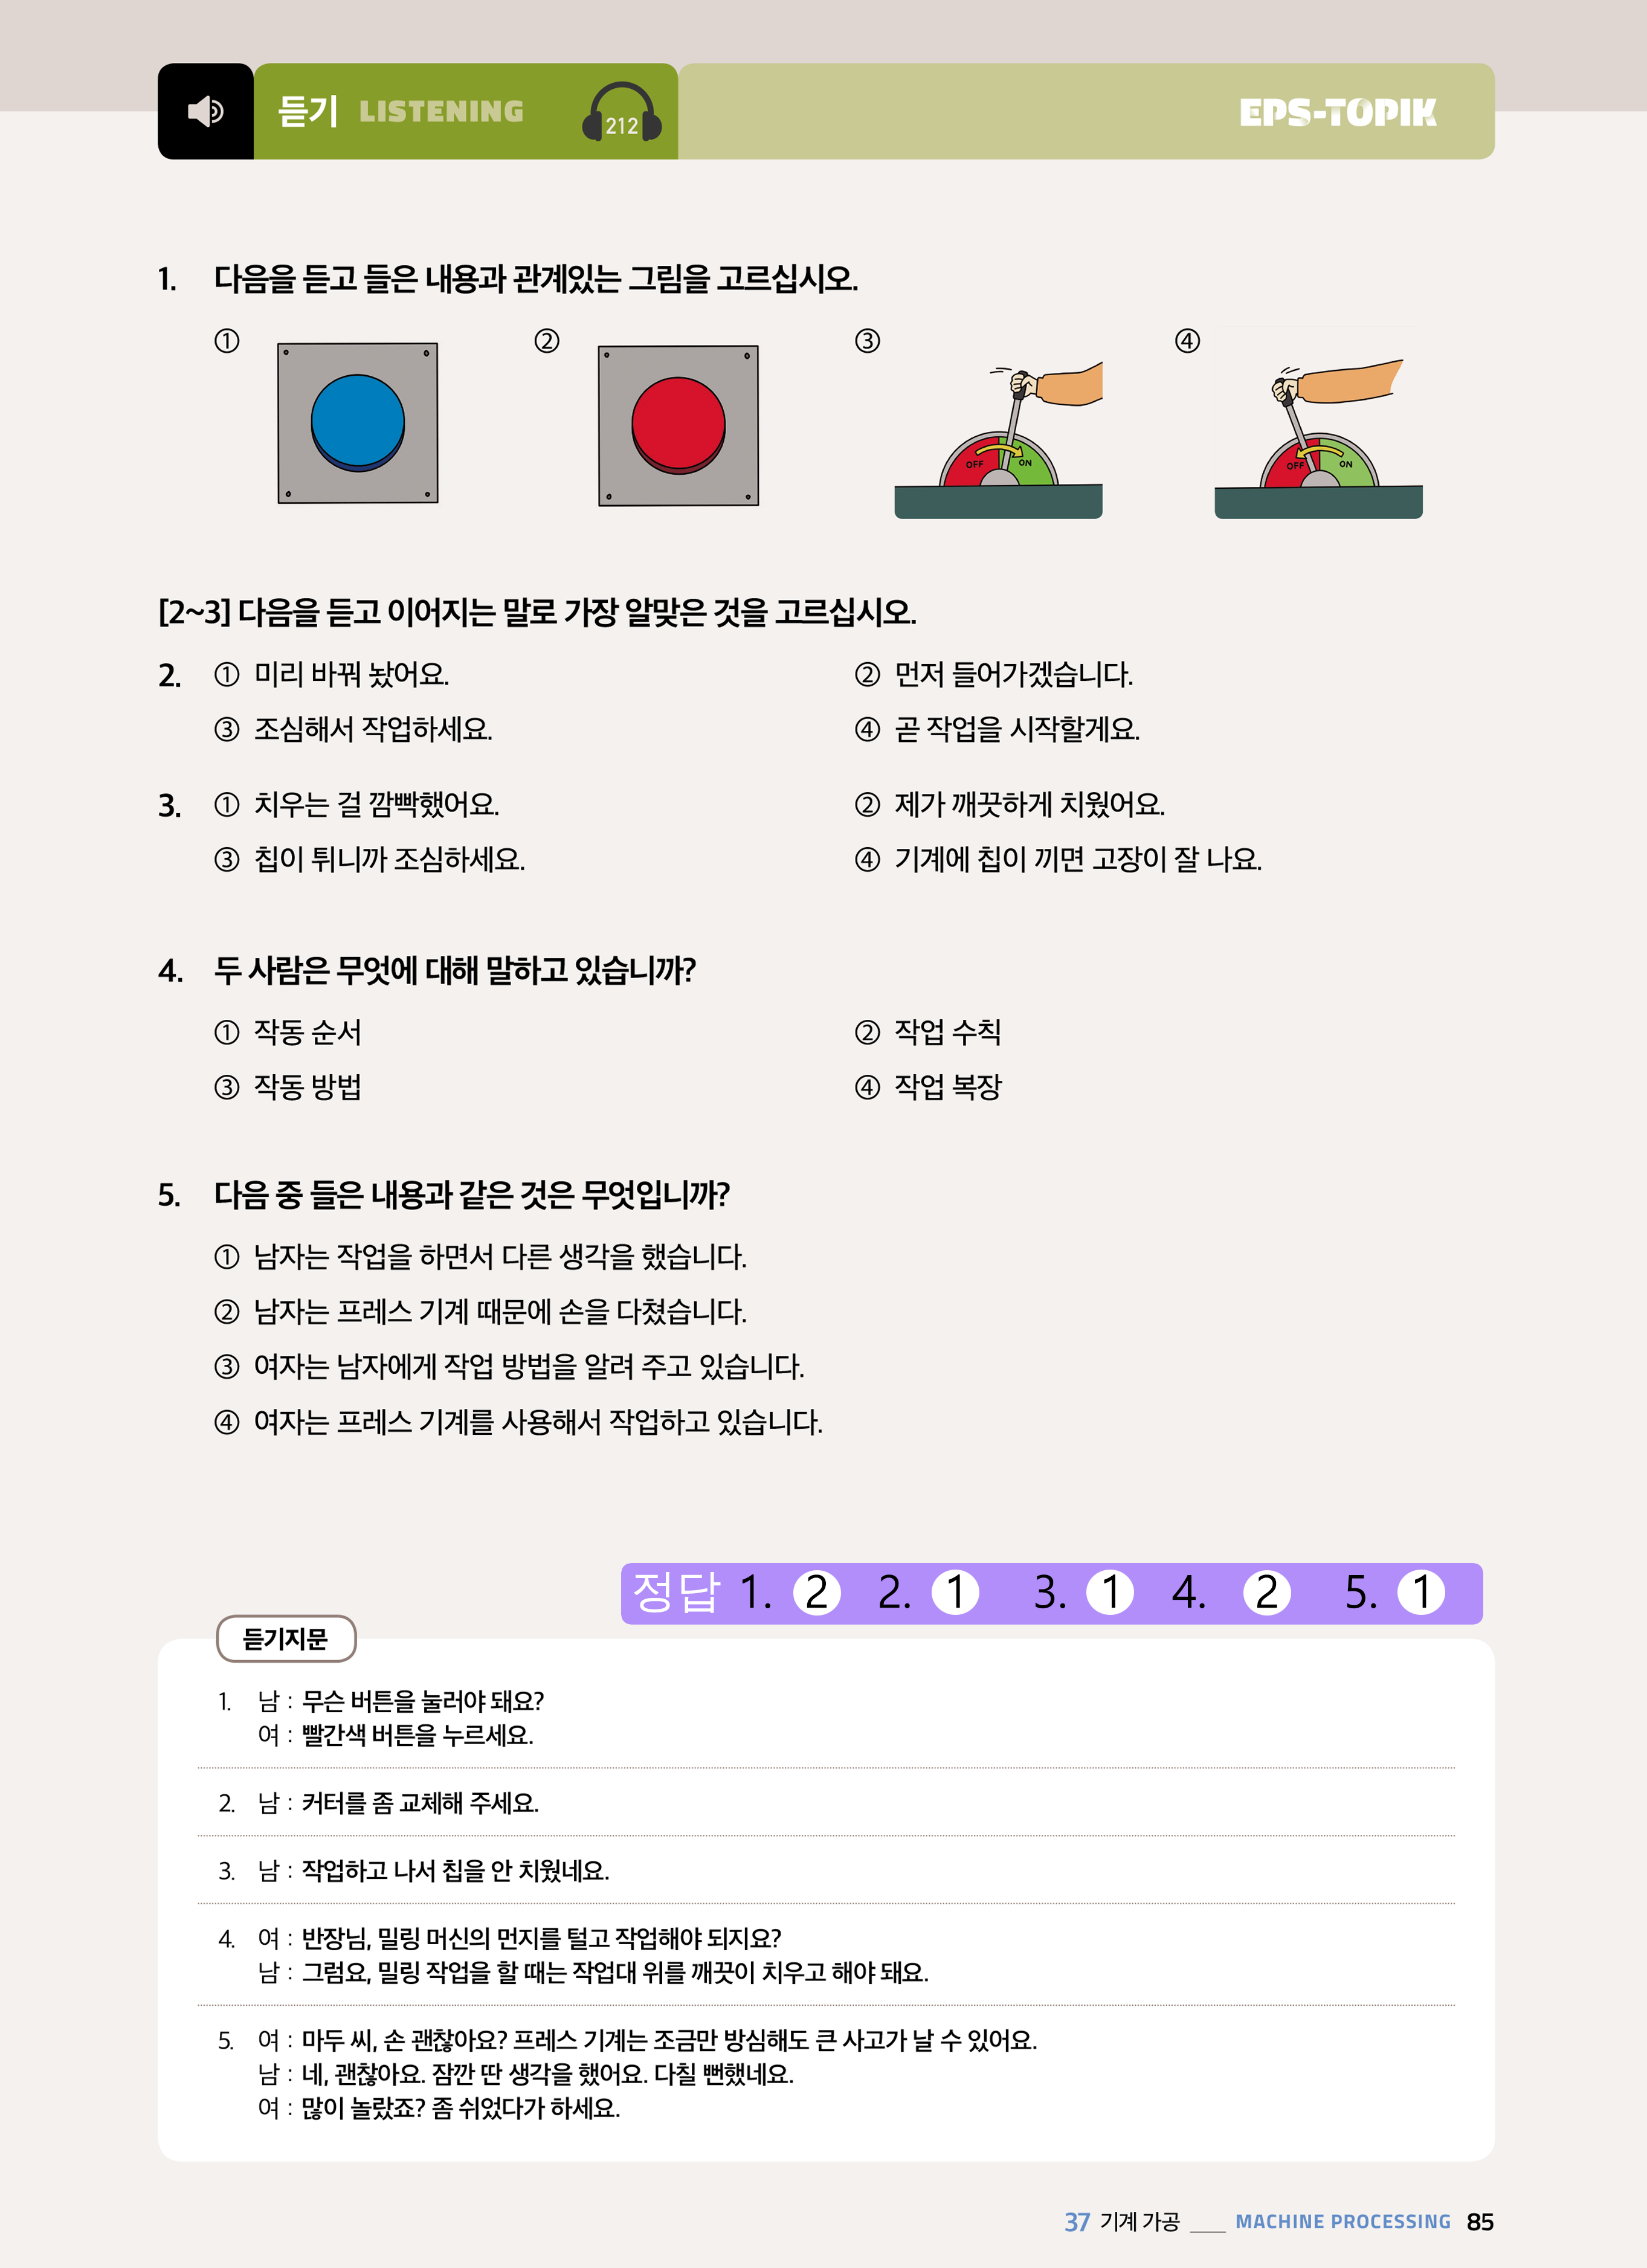 듣기 LISTENING 212 EPS-TOPIK
1. 다음을 듣고 들은 내용과 관계있는 그림을 고르십시오.
① ② ③ ④
OFF ON OFF ON
[2~3] 다음을 듣고 이어지는 말로 가장 알맞은 것을 고르십시오.
2. ① 미리 바꿔 놨어요. ② 먼저 들어가겠습니다.
③ 조심해서 작업하세요. ④ 곧 작업을 시작할게요.
3. ① 치우는 걸 깜빡했어요. ② 제가 깨끗하게 치웠어요.
③ 칩이 튀니까 조심하세요. ④ 기계에 칩이 끼면 고장이 잘 나요.
4. 두 사람은 무엇에 대해 말하고 있습니까?
① 작동 순서 ② 작업 수칙
③ 작동 방법 ④ 작업 복장
5. 다음 중 들은 내용과 같은 것은 무엇입니까?
① 남자는 작업을 하면서 다른 생각을 했습니다.
② 남자는 프레스 기계 때문에 손을 다쳤습니다.
③ 여자는 남자에게 작업 방법을 알려 주고 있습니다.
④ 여자는 프레스 기계를 사용해서 작업하고 있습니다.
정답 1. 2 2. 1 3. 1 4. 2 5. 1
듣기지문
1. 남 : 무슨 버튼을 눌러야 돼요?
여 : 빨간색 버튼을 누르세요.
2. 남 : 커터를 좀 교체해 주세요.
3. 남 : 작업하고 나서 칩을 안 치웠네요.
4. 여 : 반장님, 밀링 머신의 먼지를 털고 작업해야 되지요?
남 : 그럼요, 밀링 작업을 할 때는 작업대 위를 깨끗이 치우고 해야 돼요.
5. 여 : 마두 씨, 손 괜찮아요? 프레스 기계는 조금만 방심해도 큰 사고가 날 수 있어요.
남 : 네, 괜찮아요. 잠깐 딴 생각을 했어요. 다칠 뻔했네요.
여 : 많이 놀랐죠? 좀 쉬었다가 하세요.
37 기계 가공 ___ MACHINE PROCESSING 85